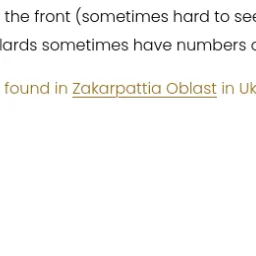 the front (sometimes hard to see
lards sometimes have numbers
found in Zakarpattia Oblast in Uk